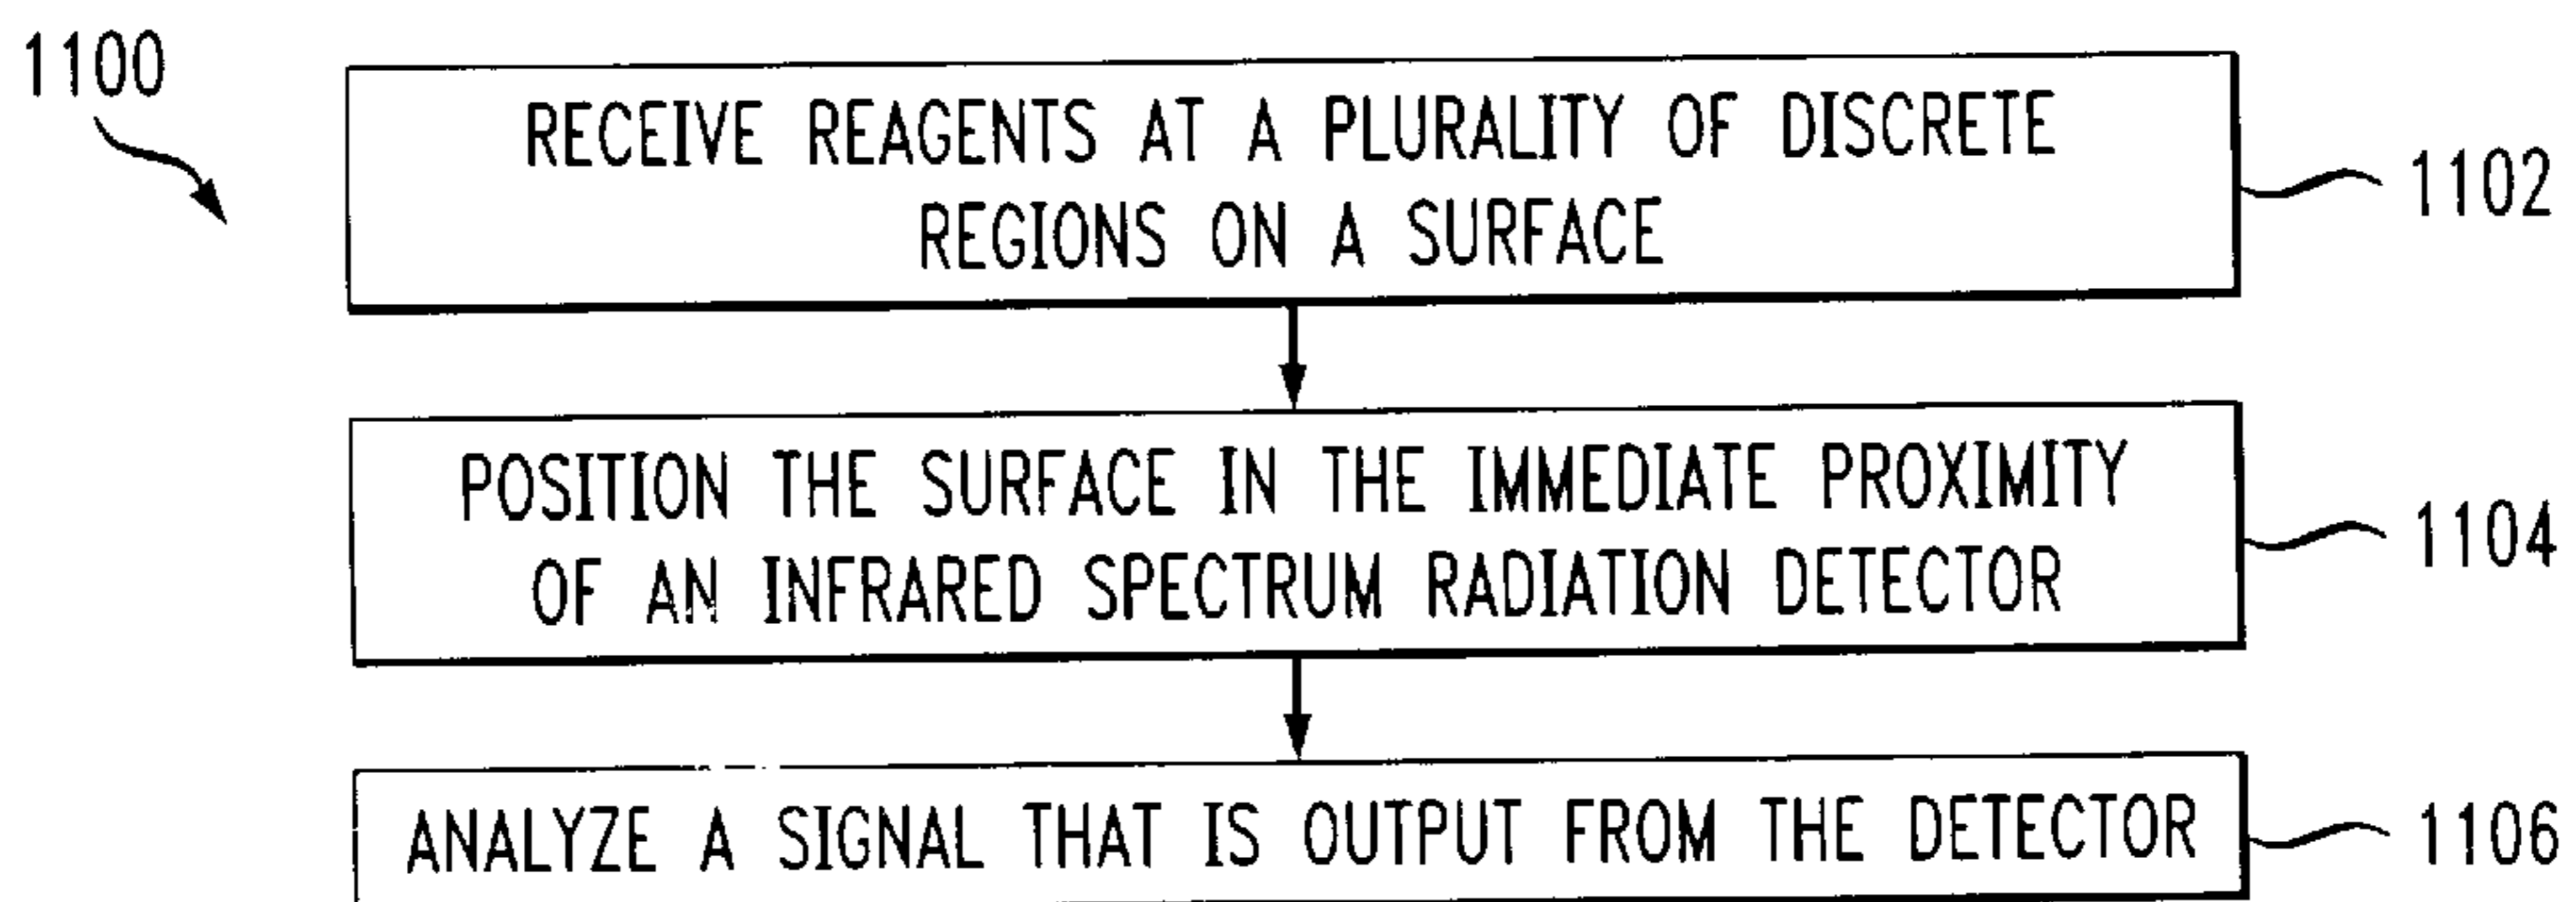 1100
RECEIVE REAGENTS AT A PLURALITY OF DISCRETE
REGIONS ON A SURFACE
1102
POSITION THE SURFACE IN THE IMMEDIATE PROXIMITY
OF AN INFRARED SPECTRUM RADIATION DETECTOR
1104
ANALYZE A SIGNAL THAT IS OUTPUT FROM THE DETECTOR
1106